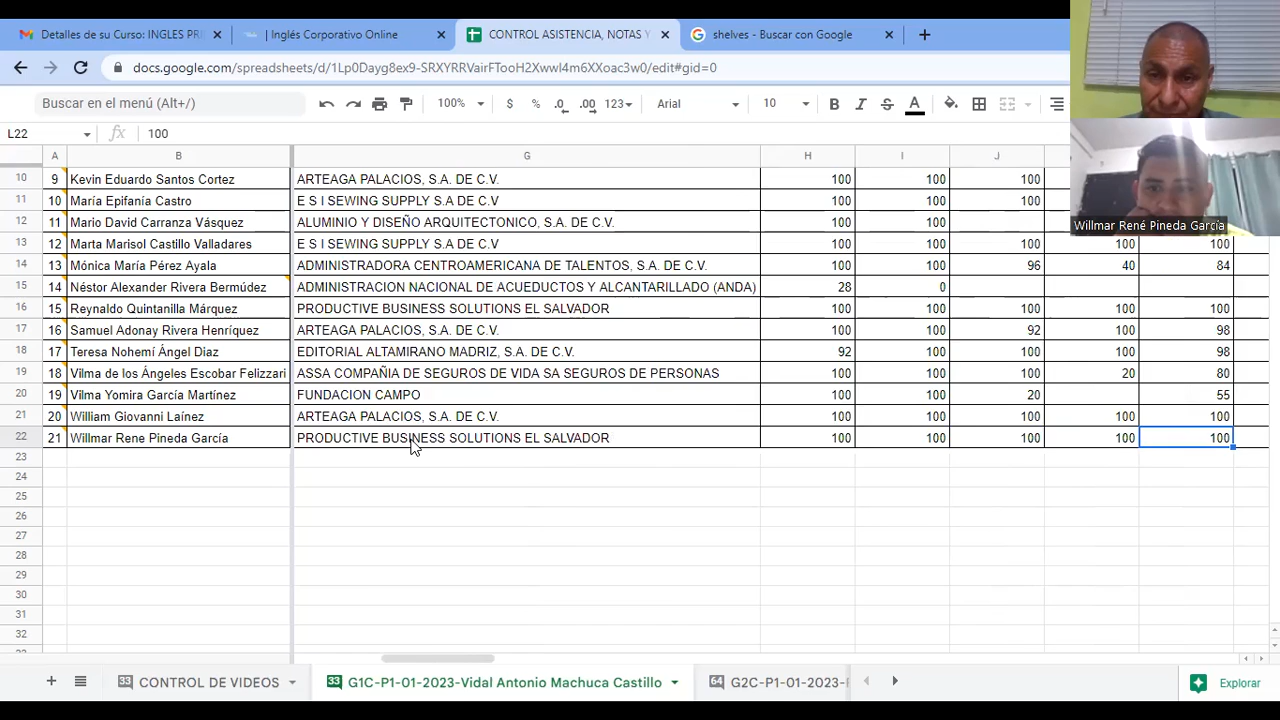 Detalles de su Curso: INGLES PR
| Inglés Corporativo Online
CONTROL ASISTENCIA, NOTAS Y
shelves - Buscar con Google
Buscar en el menú (Alt+/)
100%
$
%
.0
.00
123
Arial
10
B
I
S
A
L22
fx
100
A B G H I J
10 9 Kevin Eduardo Santos Cortez ARTEAGA PALACIOS, S.A. DE C.V. 100 100 100
11 10 María Epifanía Castro E S I SEWING SUPPLY S.A DE C.V 100 100 100
12 11 Mario David Carranza Vásquez ALUMINIO Y DISEÑO ARQUITECTONICO, S.A. DE C.V. 100 100
Willmar René Pineda García
13 12 Marta Marisol Castillo Valladares E S I SEWING SUPPLY S.A DE C.V 100 100 100 100 100
14 13 Mónica María Pérez Ayala ADMINISTRADORA CENTROAMERICANA DE TALENTOS, S.A. DE C.V. 100 100 96 40 84
15 14 Néstor Alexander Rivera Bermúdez ADMINISTRACION NACIONAL DE ACUEDUCTOS Y ALCANTARILLADO (ANDA) 28 0
16 15 Reynaldo Quintanilla Márquez PRODUCTIVE BUSINESS SOLUTIONS EL SALVADOR 100 100 100 100 100
17 16 Samuel Adonay Rivera Henríquez ARTEAGA PALACIOS, S.A. DE C.V. 100 100 92 100 98
18 17 Teresa Nohemí Ángel Diaz EDITORIAL ALTAMIRANO MADRIZ, S.A. DE C.V. 92 100 100 100 98
19 18 Vilma de los Ángeles Escobar Felizzari ASSA COMPAÑIA DE SEGUROS DE VIDA SA SEGUROS DE PERSONAS 100 100 100 20 80
20 19 Vilma Yomira García Martínez FUNDACION CAMPO 100 100 20 55
21 20 William Giovanni Laínez ARTEAGA PALACIOS, S.A. DE C.V. 100 100 100 100 100
22 21 Willmar Rene Pineda García PRODUCTIVE BUSINESS SOLUTIONS EL SALVADOR 100 100 100 100 100
23
24
25
26
27
28
29
30
31
32
33 CONTROL DE VIDEOS
33 G1C-P1-01-2023-Vidal Antonio Machuca Castillo
64 G2C-P1-01-2023-
Explorar